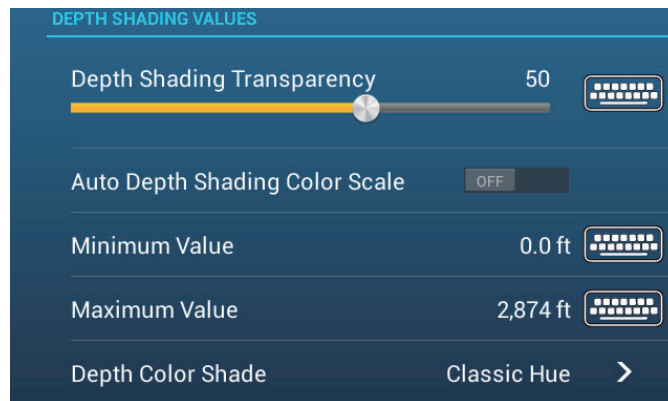 DEPTH SHADING VALUES
Depth Shading Transparency 50
Auto Depth Shading Color Scale OFF
Minimum Value 0.0 ft
Maximum Value 2,874 ft
Depth Color Shade Classic Hue